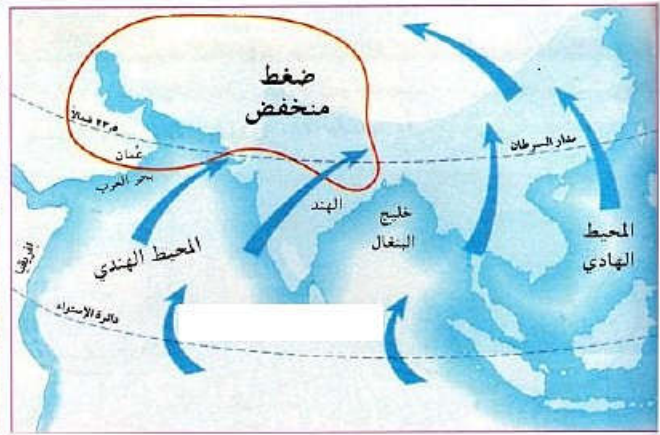 ضغط
منخفض
مدار السرطان
٢٣,٥ شمالاً
عُمان
بحر العرب
الهند
خليج
البنغال
المحيط
الهادي
المحيط الهندي
إفريقيا
دائرة الإستواء